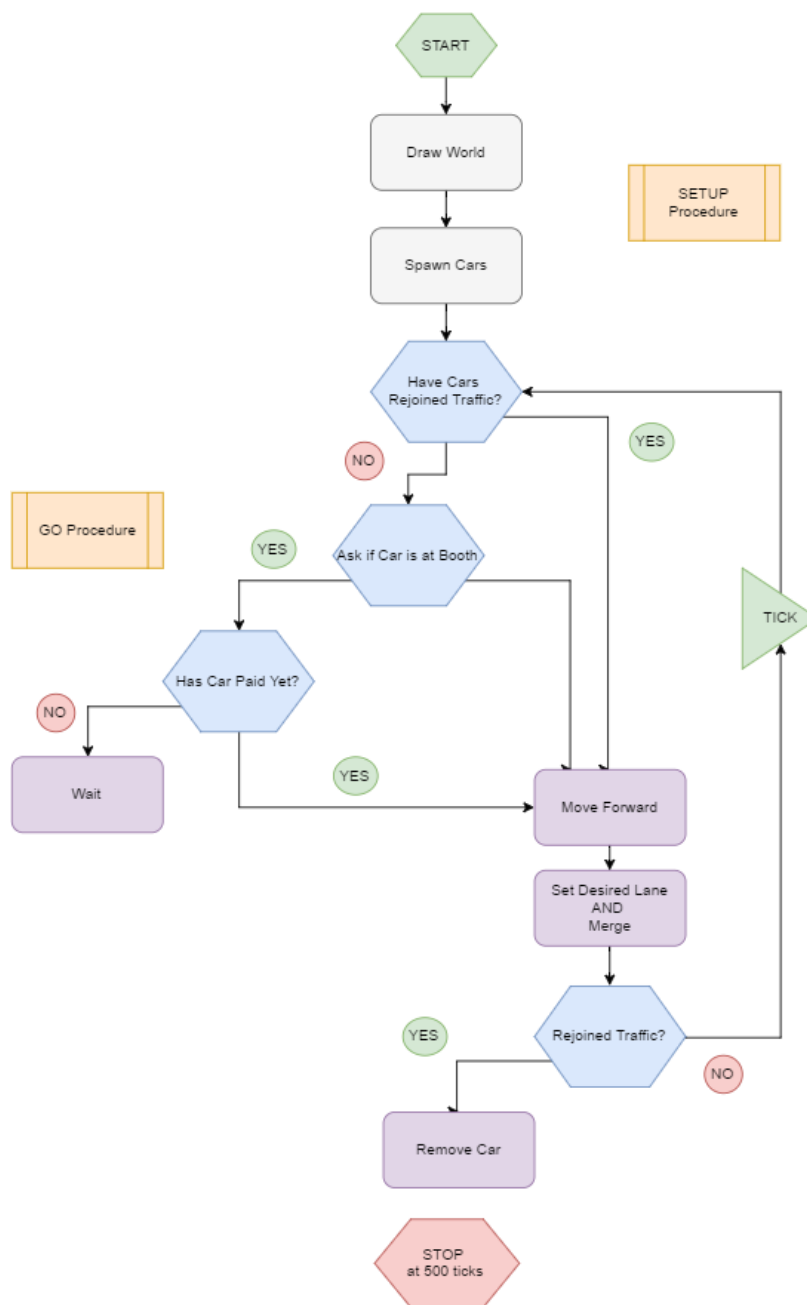 START
Draw World
SETUP
Procedure
Spawn Cars
Have Cars
Rejoined Traffic?
YES
NO
GO Procedure
YES
Ask if Car is at Booth
TICK
Has Car Paid Yet?
NO
YES
Wait
Move Forward
Set Desired Lane
AND
Merge
YES
Rejoined Traffic?
NO
Remove Car
STOP
at 500 ticks